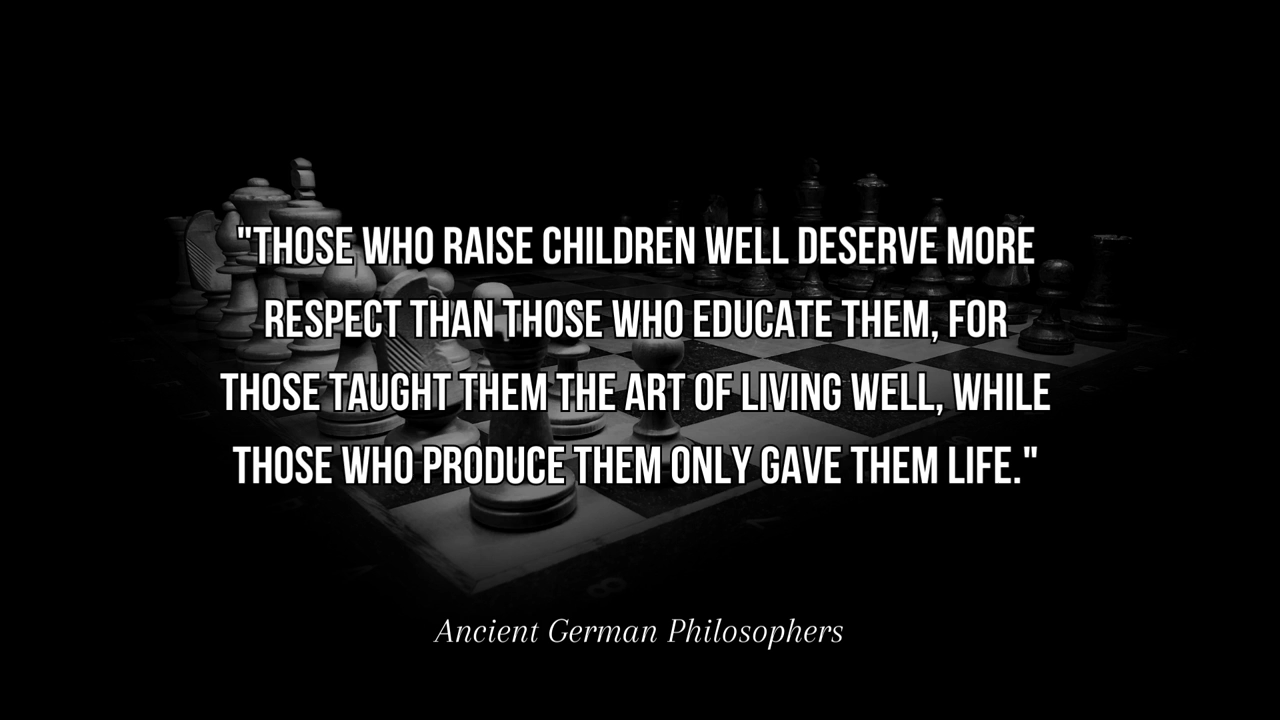 "THOSE WHO RAISE CHILDREN WELL DESERVE MORE
RESPECT THAN THOSE WHO EDUCATE THEM, FOR
THOSE TAUGHT THEM THE ART OF LIVING WELL, WHILE
THOSE WHO PRODUCE THEM ONLY GAVE THEM LIFE."
Ancient German Philosophers